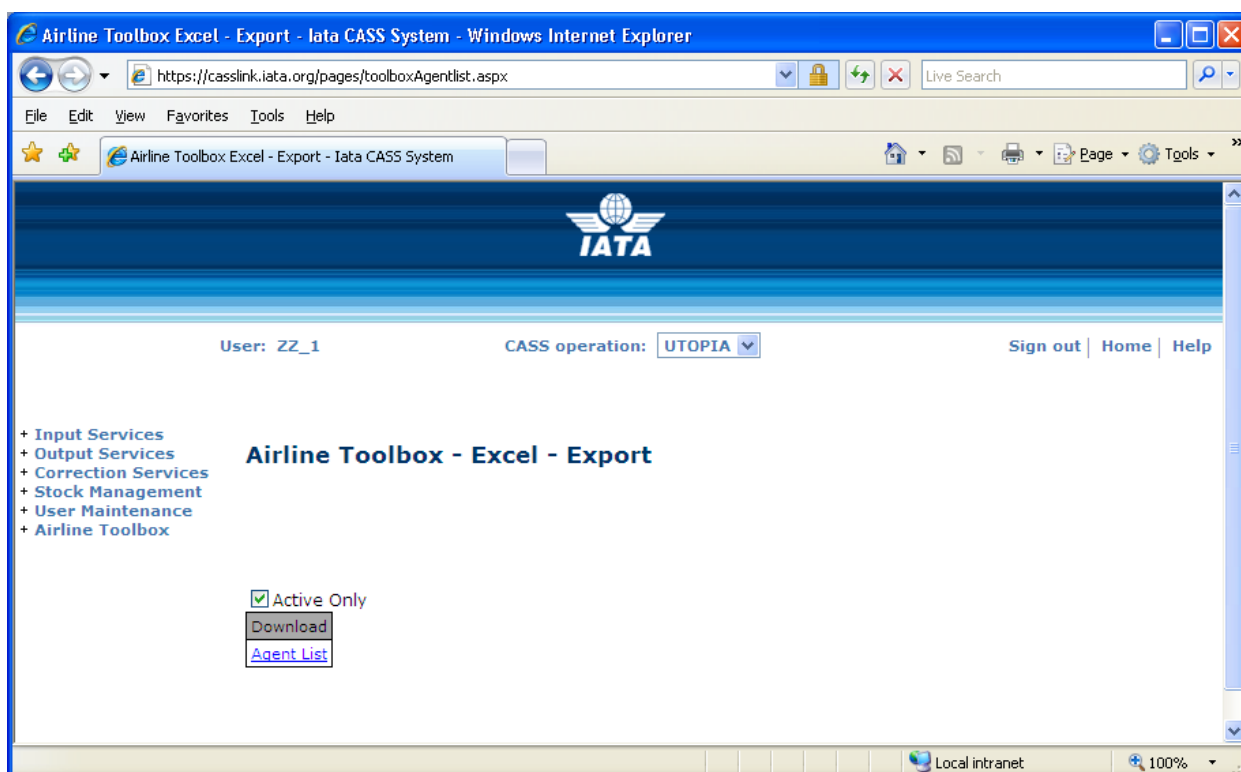 Airline Toolbox Excel - Export - Iata CASS System - Windows Internet Explorer
https://casslink.iata.org/pages/toolboxAgentlist.aspx
Live Search
File Edit View Favorites Tools Help
Airline Toolbox Excel - Export - Iata CASS System
Page Tools »
IATA
User: ZZ_1 CASS operation: UTOPIA Sign out | Home | Help
+ Input Services
+ Output Services
+ Correction Services
+ Stock Management
+ User Maintenance
+ Airline Toolbox
Airline Toolbox - Excel - Export
Active Only
Download
Agent List
Local intranet 100%